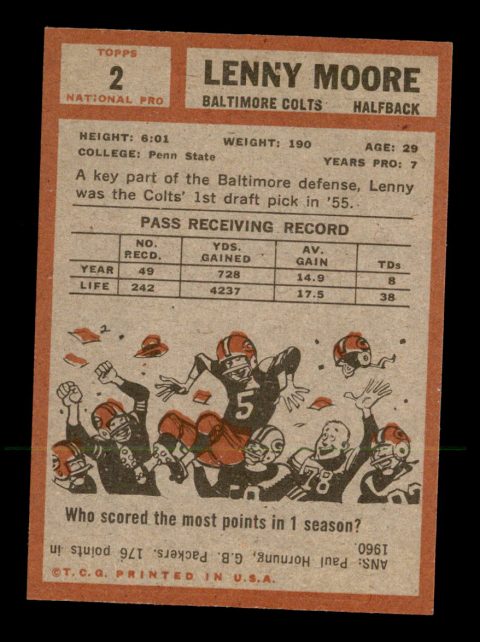 TOPPS
2
NATIONAL PRO
LENNY MOORE
BALTIMORE COLTS HALFBACK
HEIGHT: 6:01 WEIGHT: 190 AGE: 29
COLLEGE: Penn State YEARS PRO: 7
A key part of the Baltimore defense, Lenny
was the Colts' 1st draft pick in '55.
PASS RECEIVING RECORD
NO. RECD. YDS. GAINED AV. GAIN TDs
YEAR 49 728 14.9 8
LIFE 242 4237 17.5 38
2
5
78
Who scored the most points in 1 season?
ANS: Paul Hornung, G.B. Packers. 176 points in
1960.
©T.C.G. PRINTED IN U.S.A.